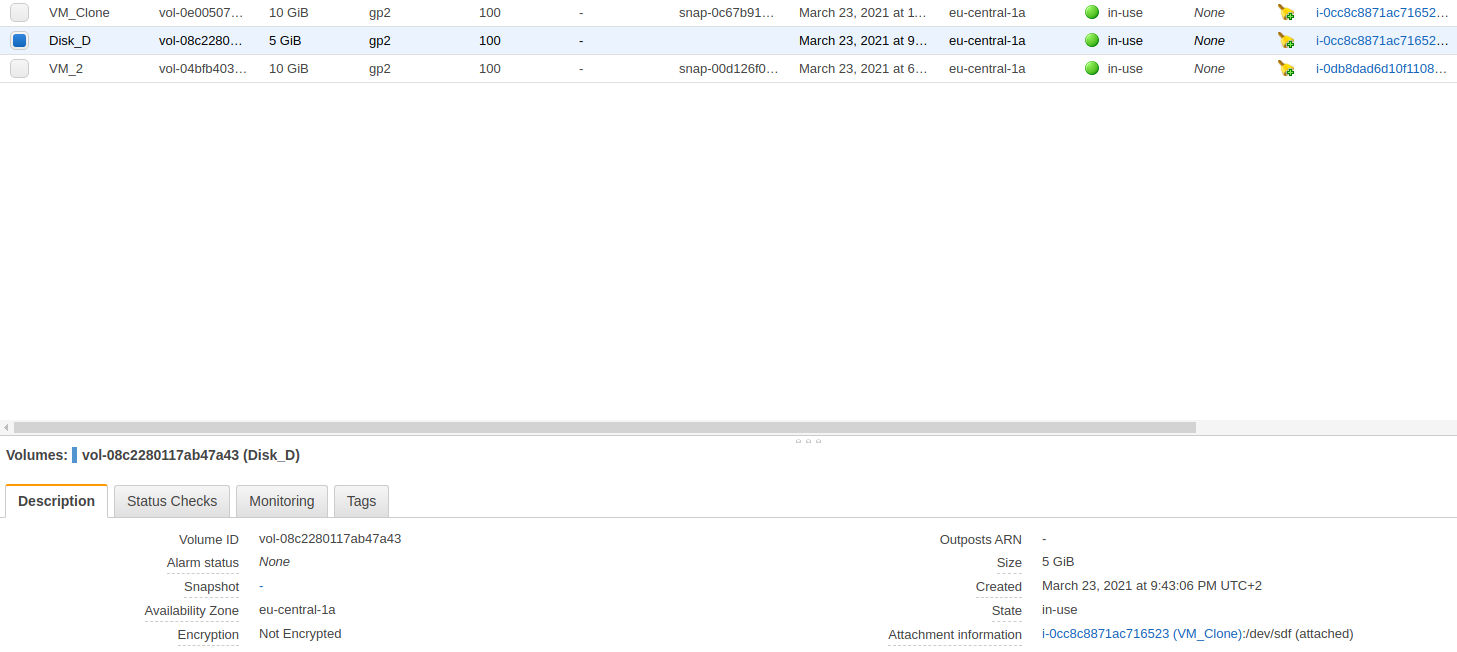 VM_Clone vol-0e00507… 10 GiB gp2 100 - snap-0c67b91… March 23, 2021 at 1… eu-central-1a in-use None i-0cc8c8871ac71652…
Disk_D vol-08c2280… 5 GiB gp2 100 - March 23, 2021 at 9… eu-central-1a in-use None i-0cc8c8871ac71652…
VM_2 vol-04bfb403… 10 GiB gp2 100 - snap-00d126f0… March 23, 2021 at 6… eu-central-1a in-use None i-0db8dad6d10f1108…
Volumes: vol-08c2280117ab47a43 (Disk_D)
Description Status Checks Monitoring Tags
Volume ID vol-08c2280117ab47a43 Outposts ARN -
Alarm status None Size 5 GiB
Snapshot - Created March 23, 2021 at 9:43:06 PM UTC+2
Availability Zone eu-central-1a State in-use
Encryption Not Encrypted Attachment information i-0cc8c8871ac716523 (VM_Clone):/dev/sdf (attached)